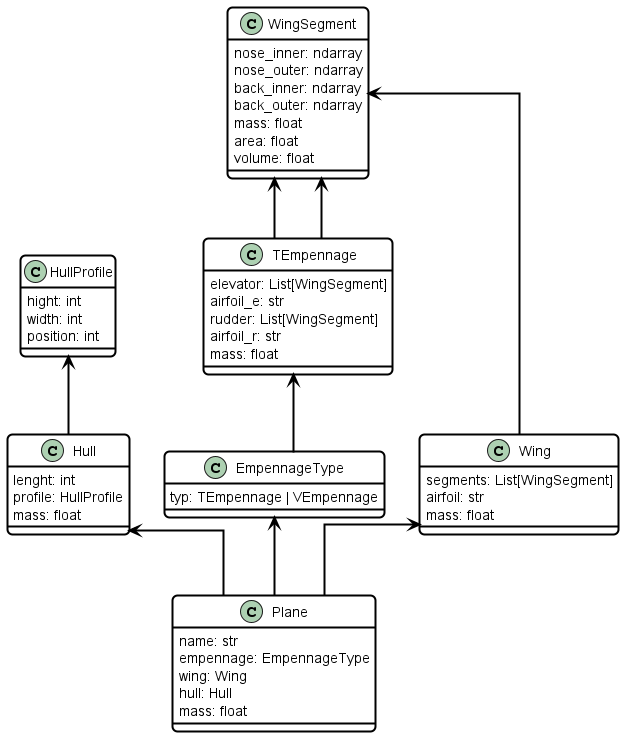 C WingSegment
nose_inner: ndarray
nose_outer: ndarray
back_inner: ndarray
back_outer: ndarray
mass: float
area: float
volume: float
C TEmpennage
elevator: List[WingSegment]
airfoil_e: str
rudder: List[WingSegment]
airfoil_r: str
mass: float
C HullProfile
hight: int
width: int
position: int
C Hull
lenght: int
profile: HullProfile
mass: float
C EmpennageType
typ: TEmpennage | VEmpennage
C Wing
segments: List[WingSegment]
airfoil: str
mass: float
C Plane
name: str
empennage: EmpennageType
wing: Wing
hull: Hull
mass: float